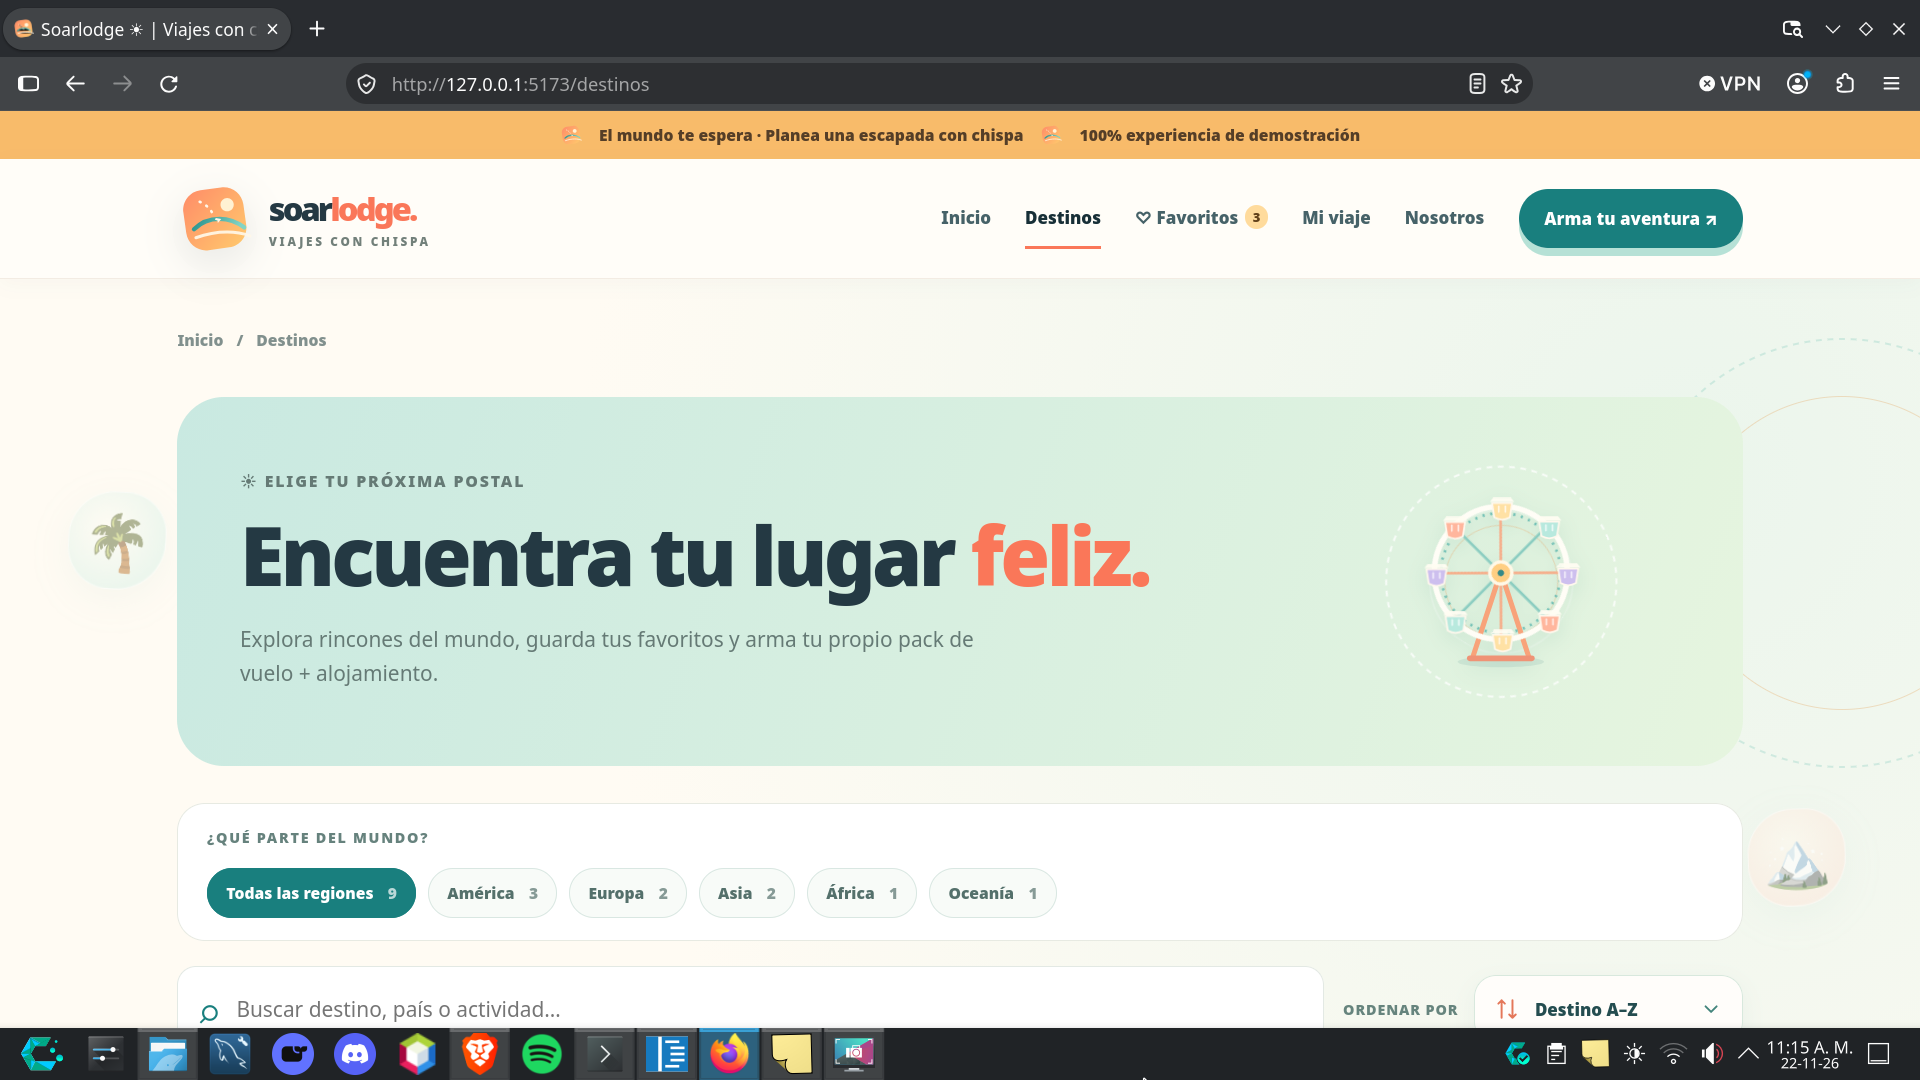 Soarlodge ☀ | Viajes con c
http://127.0.0.1:5173/destinos
VPN
El mundo te espera · Planea una escapada con chispa
100% experiencia de demostración
soarlodge.
VIAJES CON CHISPA
Inicio
Destinos
♡ Favoritos 3
Mi viaje
Nosotros
Arma tu aventura ↗
Inicio / Destinos
☀ ELIGE TU PRÓXIMA POSTAL
Encuentra tu lugar feliz.
Explora rincones del mundo, guarda tus favoritos y arma tu propio pack de
vuelo + alojamiento.
¿QUÉ PARTE DEL MUNDO?
Todas las regiones 9
América 3
Europa 2
Asia 2
África 1
Oceanía 1
Buscar destino, país o actividad...
ORDENAR POR
Destino A–Z
11:15 A. M.
22-11-26